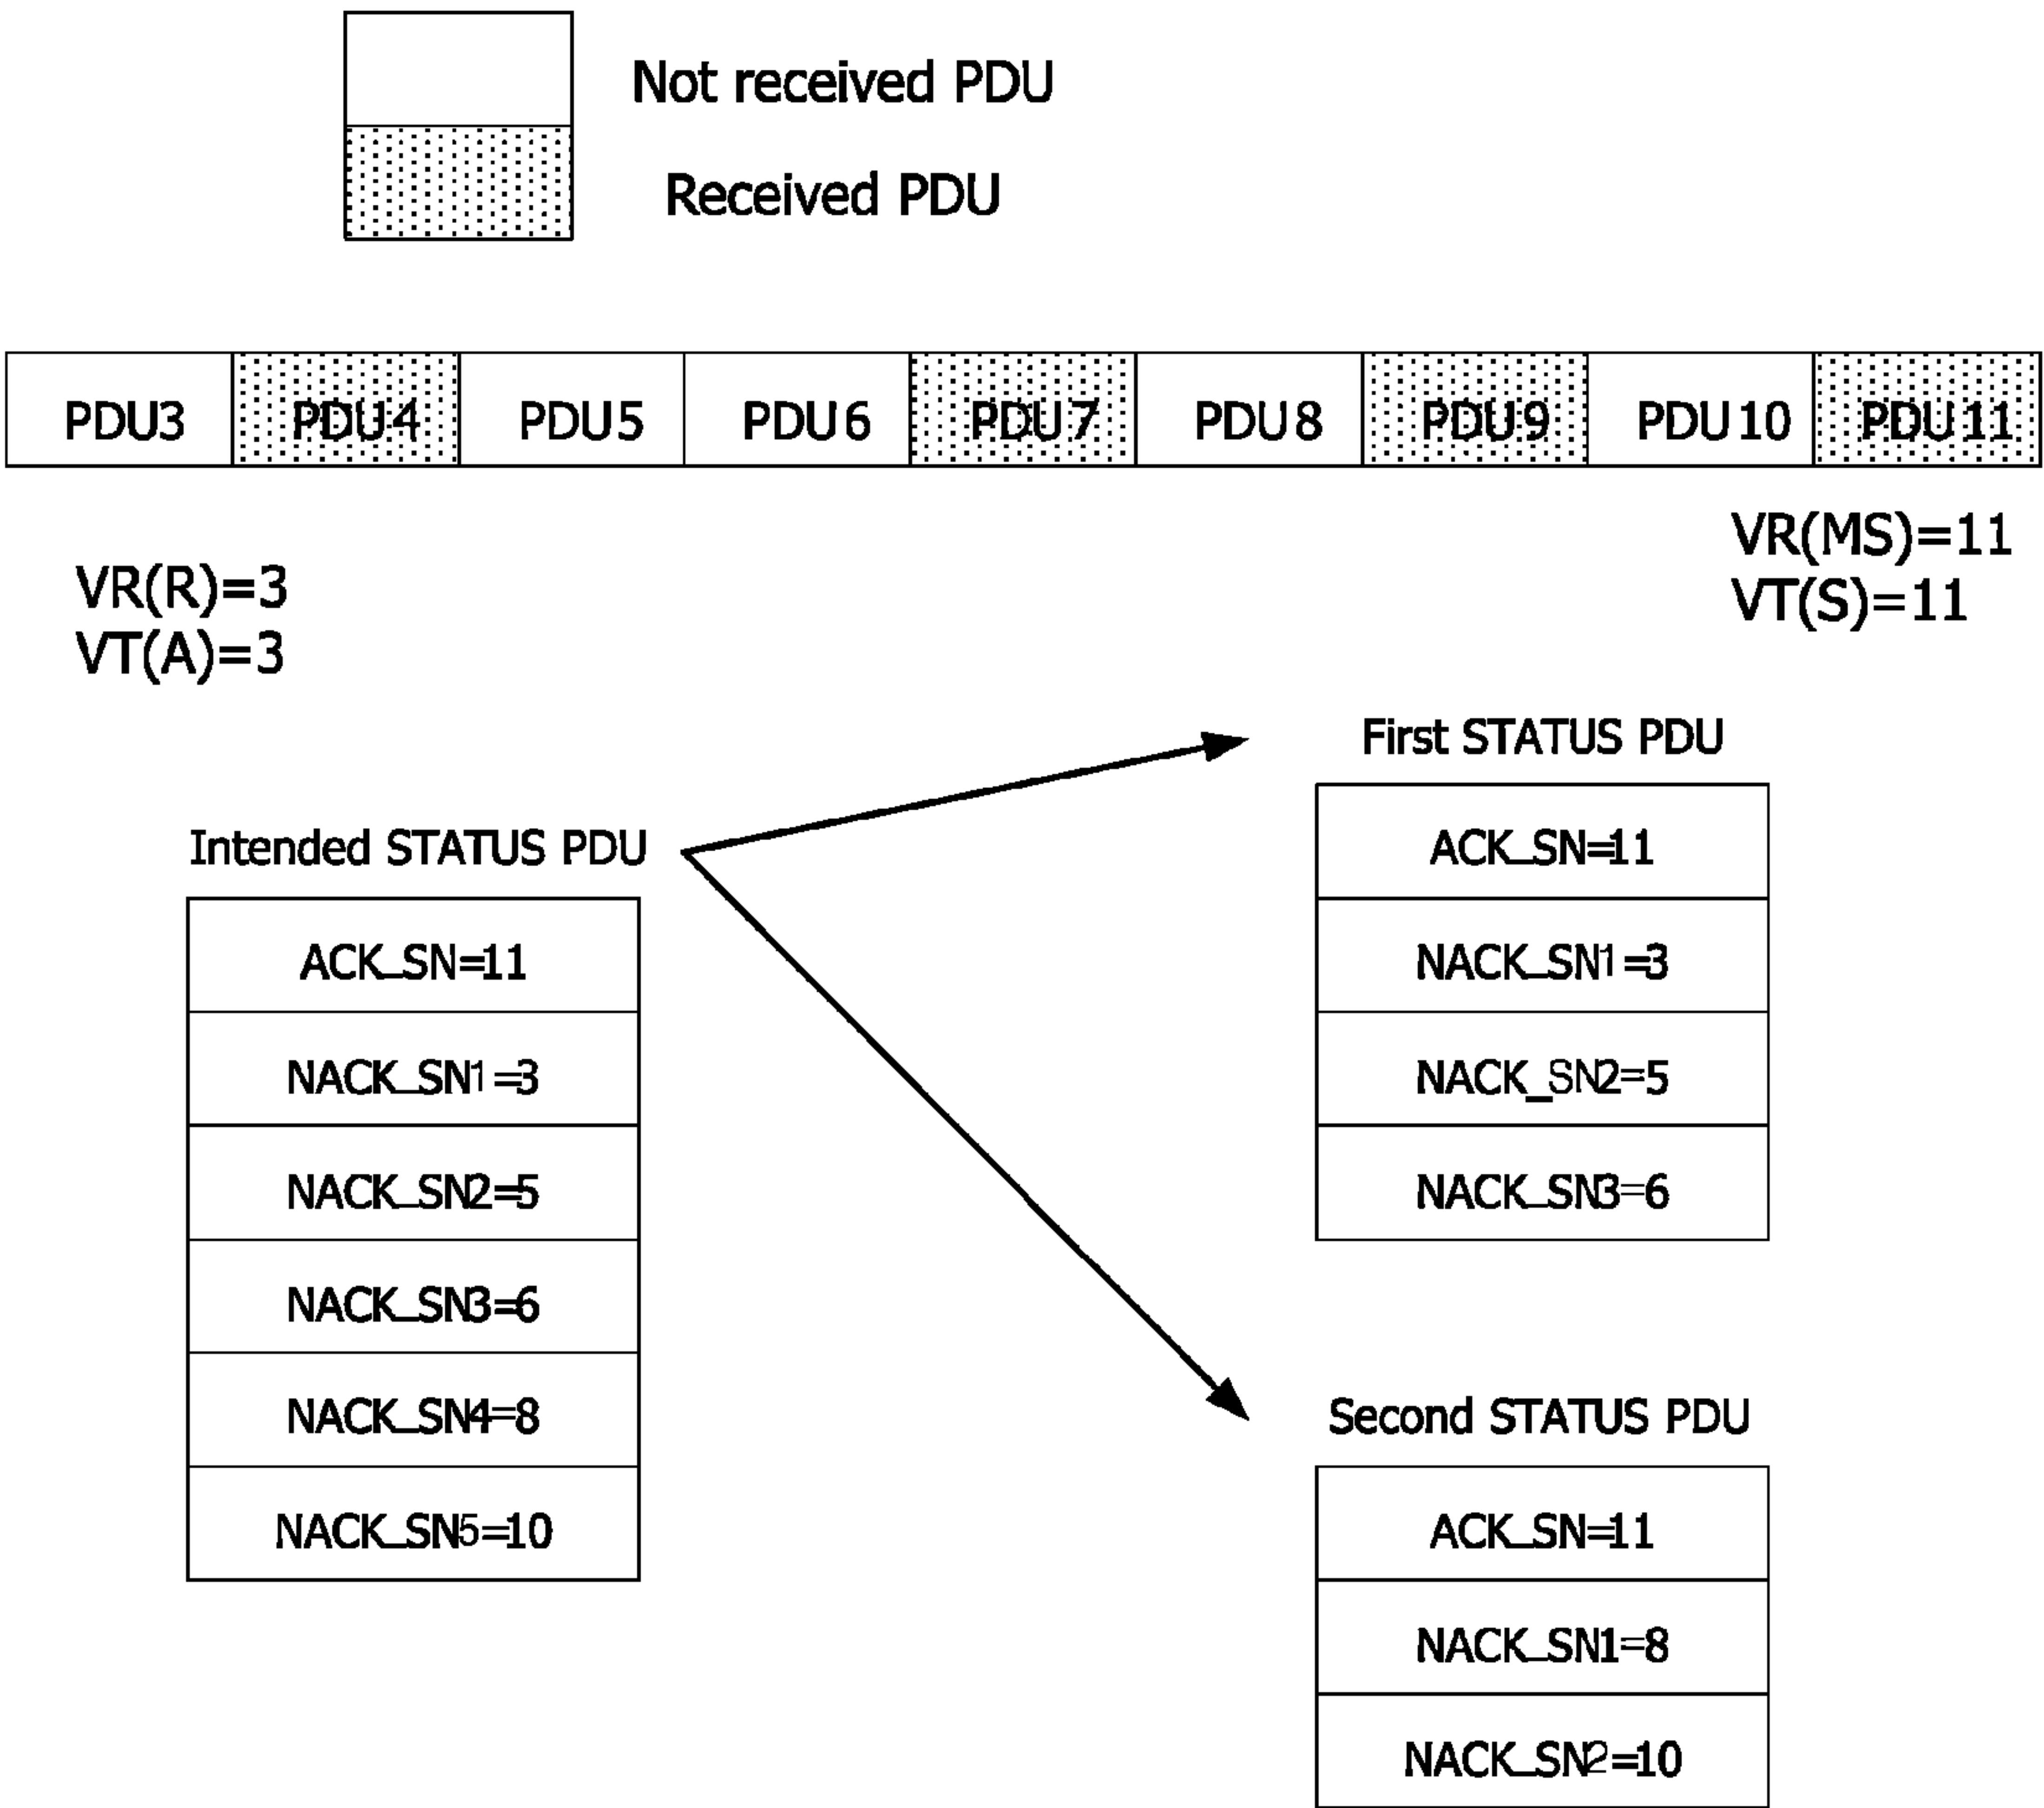 Not received PDU
Received PDU
PDU3 PDU4 PDU5 PDU6 PDU7 PDU8 PDU9 PDU10 PDU11
VR(R)=3
VT(A)=3
VR(MS)=11
VT(S)=11
Intended STATUS PDU
ACK_SN=11
NACK_SN1=3
NACK_SN2=5
NACK_SN3=6
NACK_SN4=8
NACK_SN5=10
First STATUS PDU
ACK_SN=11
NACK_SN1=3
NACK_SN2=5
NACK_SN3=6
Second STATUS PDU
ACK_SN=11
NACK_SN1=8
NACK_SN2=10